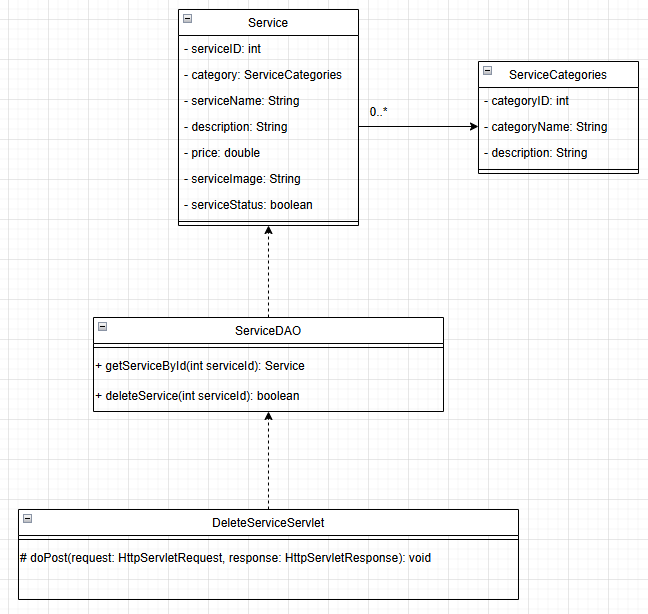 Service
- serviceID: int
- category: ServiceCategories
- serviceName: String
- description: String
- price: double
- serviceImage: String
- serviceStatus: boolean
0..*
ServiceCategories
- categoryID: int
- categoryName: String
- description: String
ServiceDAO
+ getServiceById(int serviceId): Service
+ deleteService(int serviceId): boolean
DeleteServiceServlet
# doPost(request: HttpServletRequest, response: HttpServletResponse): void